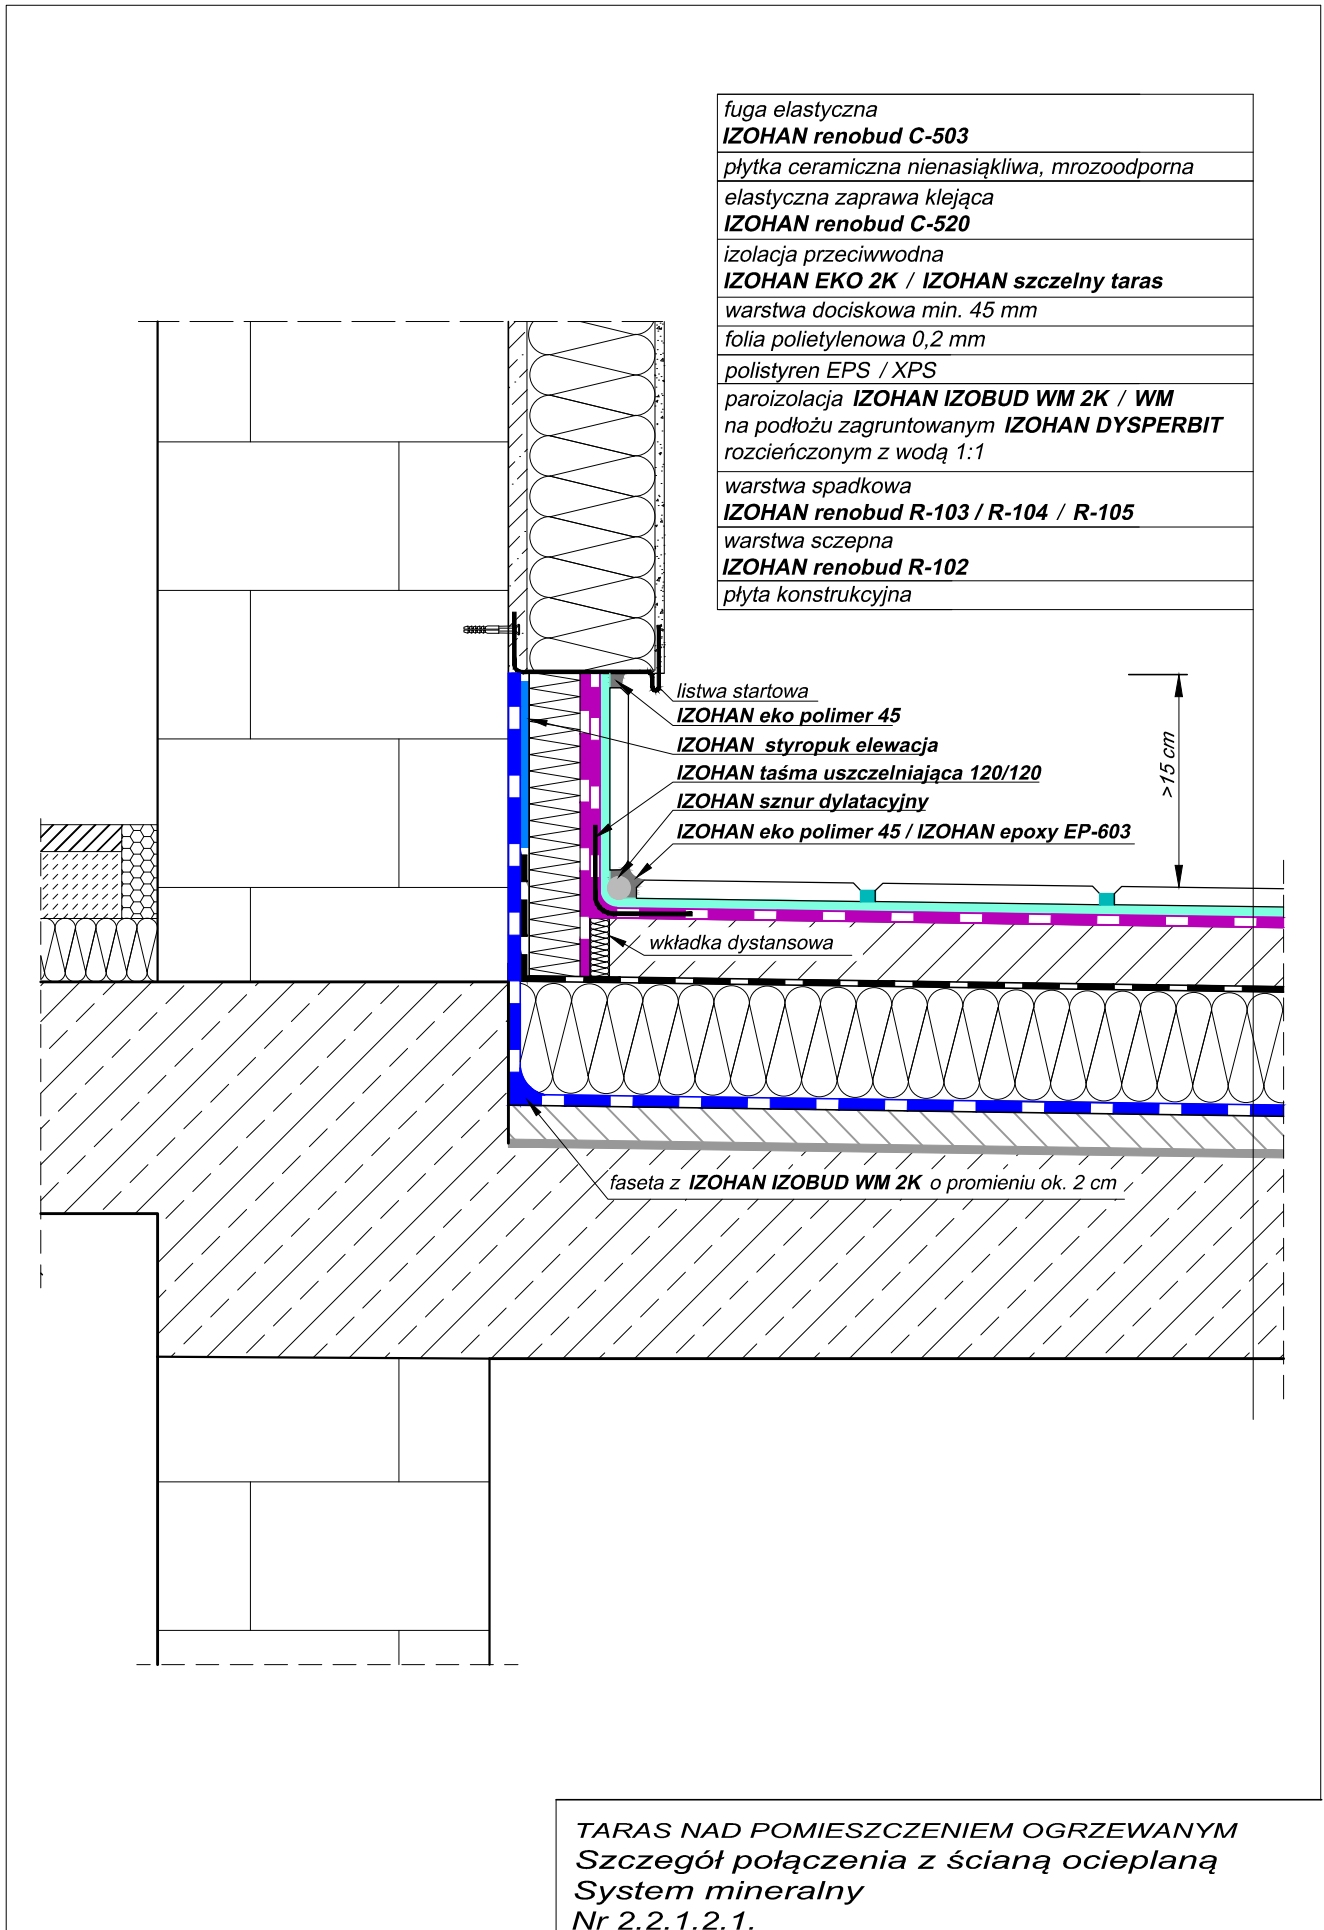 fuga elastyczna
IZOHAN renobud C-503
płytka ceramiczna nienasiąkliwa, mrozoodporna
elastyczna zaprawa klejąca
IZOHAN renobud C-520
izolacja przeciwwodna
IZOHAN EKO 2K / IZOHAN szczelny taras
warstwa dociskowa min. 45 mm
folia polietylenowa 0,2 mm
polistyren EPS / XPS
paroizolacja IZOHAN IZOBUD WM 2K / WM
na podłożu zagruntowanym IZOHAN DYSPERBIT
rozcieńczonym z wodą 1:1
warstwa spadkowa
IZOHAN renobud R-103 / R-104 / R-105
warstwa sczepna
IZOHAN renobud R-102
płyta konstrukcyjna
listwa startowa
IZOHAN eko polimer 45
IZOHAN styropuk elewacja
IZOHAN taśma uszczelniająca 120/120
IZOHAN sznur dylatacyjny
IZOHAN eko polimer 45 / IZOHAN epoxy EP-603
>15 cm
wkładka dystansowa
faseta z IZOHAN IZOBUD WM 2K o promieniu ok. 2 cm
TARAS NAD POMIESZCZENIEM OGRZEWANYM
Szczegół połączenia z ścianą ocieplaną
System mineralny
Nr 2.2.1.2.1.